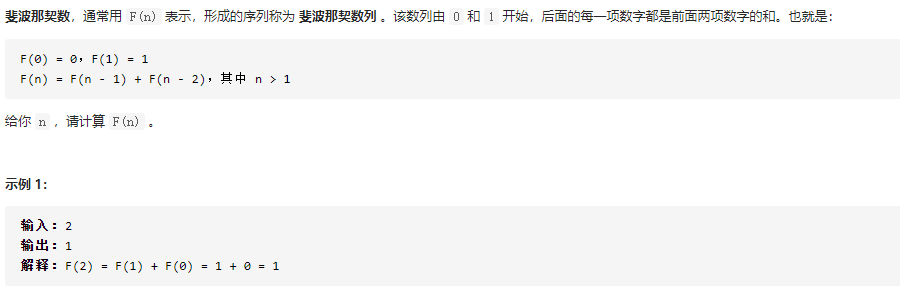 斐波那契数，通常用 F(n) 表示，形成的序列称为 斐波那契数列 。该数列由 0 和 1 开始，后面的每一项数字都是前面两项数字的和。也就是：
F(0) = 0，F(1) = 1
F(n) = F(n - 1) + F(n - 2)，其中 n > 1
给你 n ，请计算 F(n) 。
示例 1：
输入：2
输出：1
解释：F(2) = F(1) + F(0) = 1 + 0 = 1